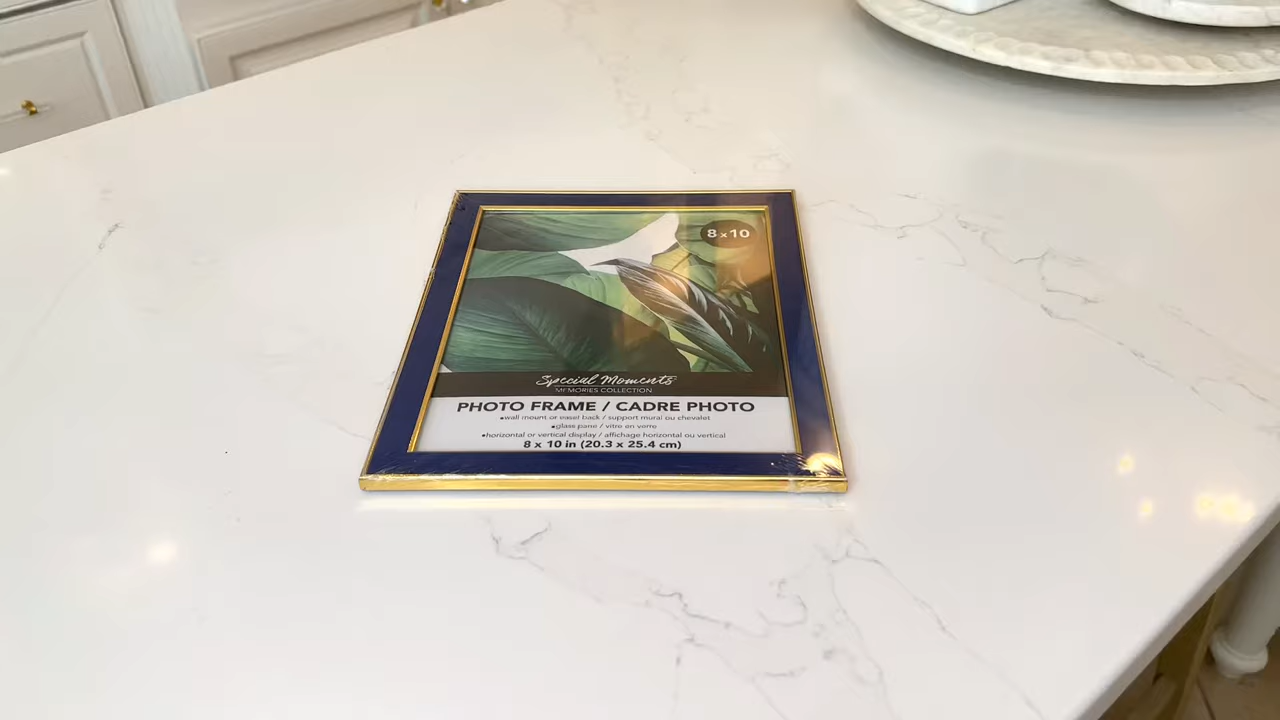 8x10
Special Moments
MEMORIES COLLECTION
PHOTO FRAME / CADRE PHOTO
•wall mount or easel back / support mural ou chevalet
•glass pane / vitre en verre
•horizontal or vertical display / affichage horizontal ou vertical
8 x 10 in (20.3 x 25.4 cm)